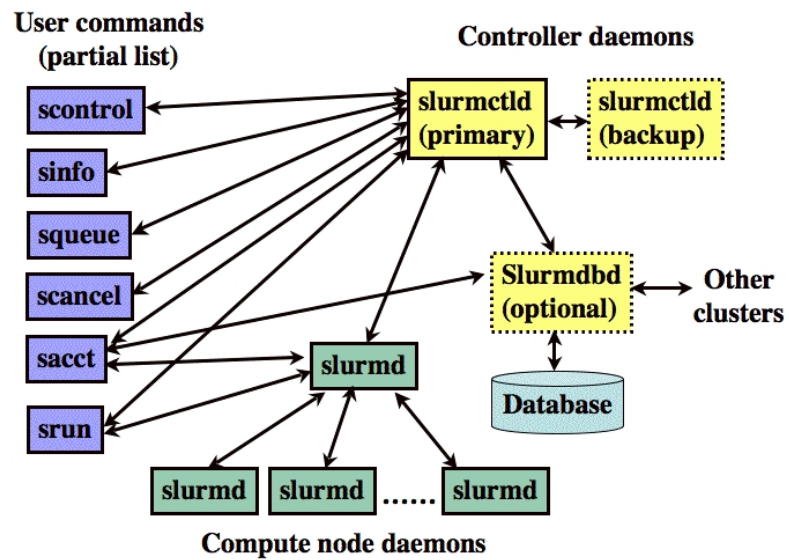 User commands
(partial list)
Controller daemons
scontrol
slurmctld
(primary)
slurmctld
(backup)
sinfo
squeue
scancel
Slurmdbd
(optional)
Other
clusters
sacct
slurmd
Database
srun
slurmd
slurmd
......
slurmd
Compute node daemons